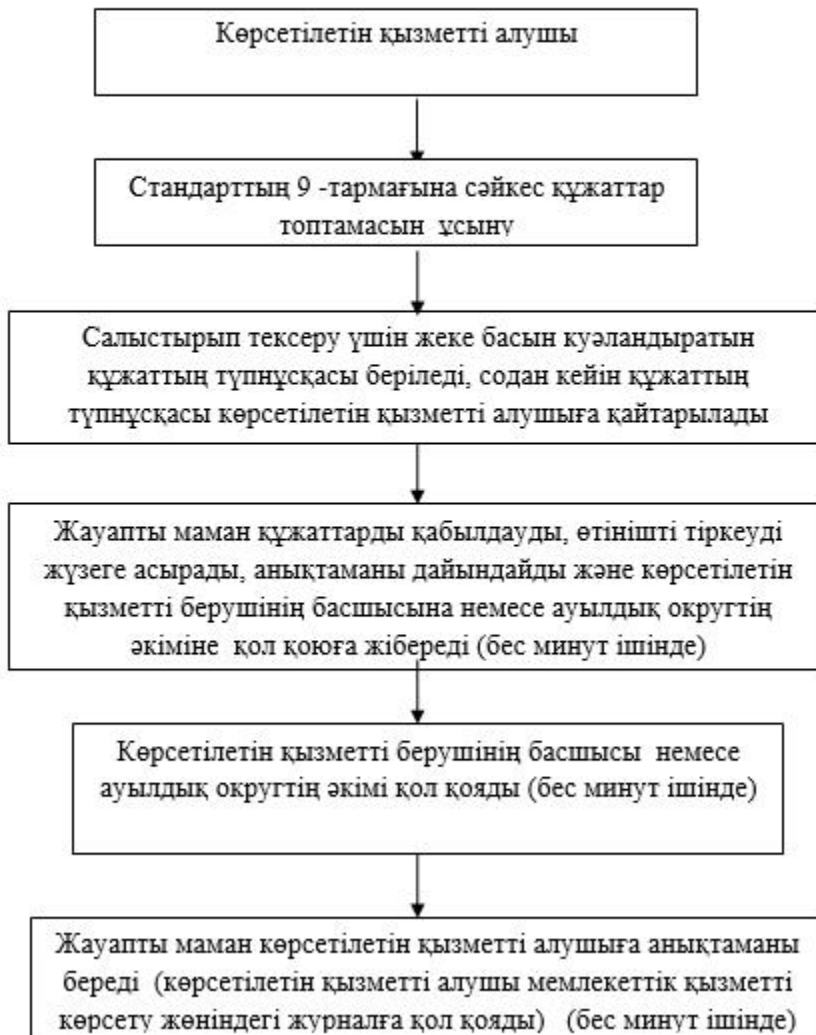 Көрсетілетін қызметті алушы
Стандарттың 9 -тармағына сәйкес құжаттар
топтамасын ұсыну
Салыстырып тексеру үшін жеке басын куәландыратын
құжаттың түпнұсқасы беріледі, содан кейін құжаттың
түпнұсқасы көрсетілетін қызметті алушыға қайтарылады
Жауапты маман құжаттарды қабылдауды, өтінішті тіркеуді
жүзеге асырады, анықтаманы дайындайды және көрсетілетін
қызметті берушінің басшысына немесе ауылдық округтің
әкіміне қол қоюға жібереді (бес минут ішінде)
Көрсетілетін қызметті берушінің басшысы немесе
ауылдық округтің әкімі қол қояды (бес минут ішінде)
Жауапты маман көрсетілетін қызметті алушыға анықтаманы
береді (көрсетілетін қызметті алушы мемлекеттік қызметті
көрсету жөніндегі журналға қол қояды) (бес минут ішінде)